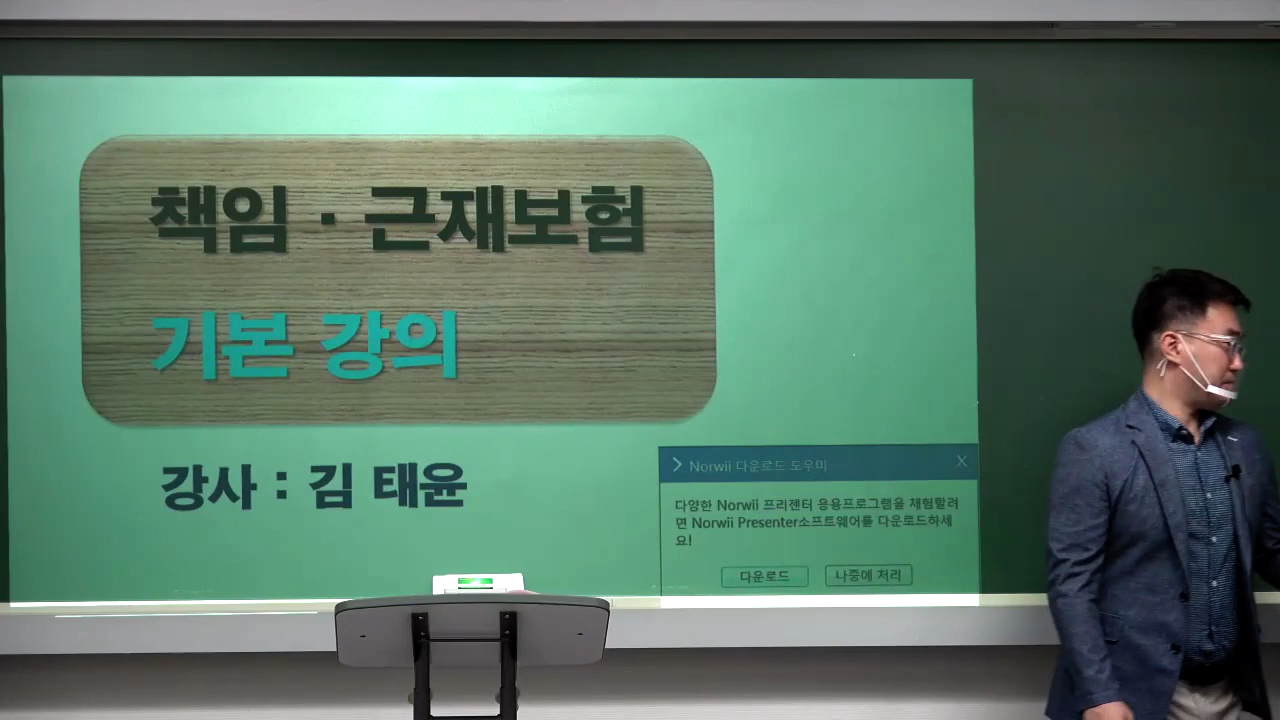 책임 · 근재보험
기본 강의
강사 : 김 태윤
Norwii 다운로드 도우미
X
다양한 Norwii 프리젠터 응용프로그램을 체험할려
면 Norwii Presenter소프트웨어를 다운로드하세
요!
다운로드
나중에 처리